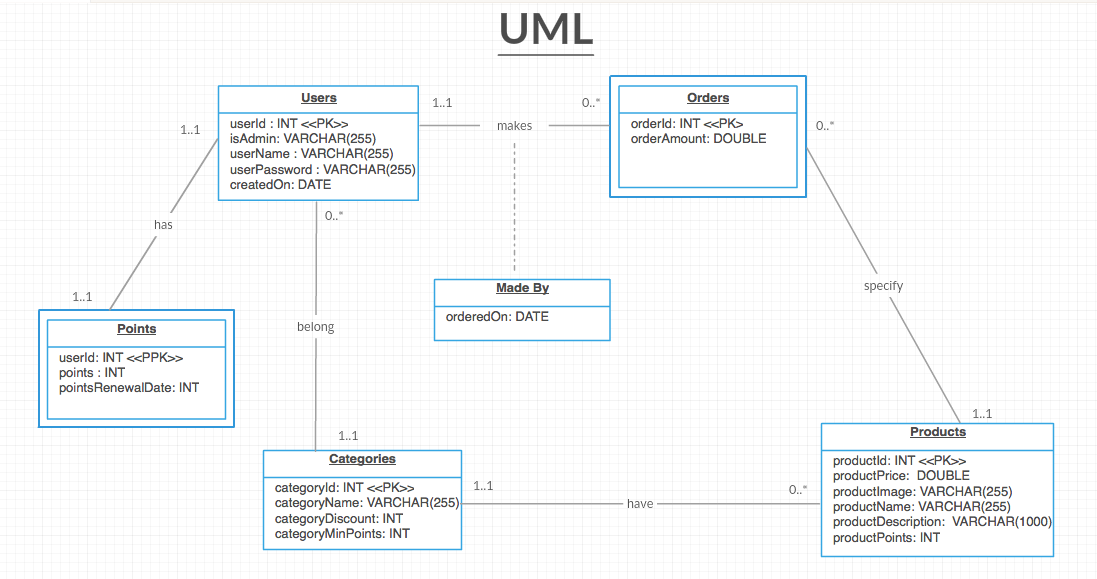 UML
Users
userId : INT <<PK>>
isAdmin: VARCHAR(255)
userName : VARCHAR(255)
userPassword : VARCHAR(255)
createdOn: DATE
1..1
makes
0..*
Orders
orderId: INT <<PK>
orderAmount: DOUBLE
0..*
1..1
has
1..1
0..*
belong
1..1
Made By
orderedOn: DATE
specify
1..1
Points
userId: INT <<PPK>>
points : INT
pointsRenewalDate: INT
Categories
categoryId: INT <<PK>>
categoryName: VARCHAR(255)
categoryDiscount: INT
categoryMinPoints: INT
1..1
have
0..*
Products
productId: INT <<PK>>
productPrice: DOUBLE
productImage: VARCHAR(255)
productName: VARCHAR(255)
productDescription: VARCHAR(1000)
productPoints: INT